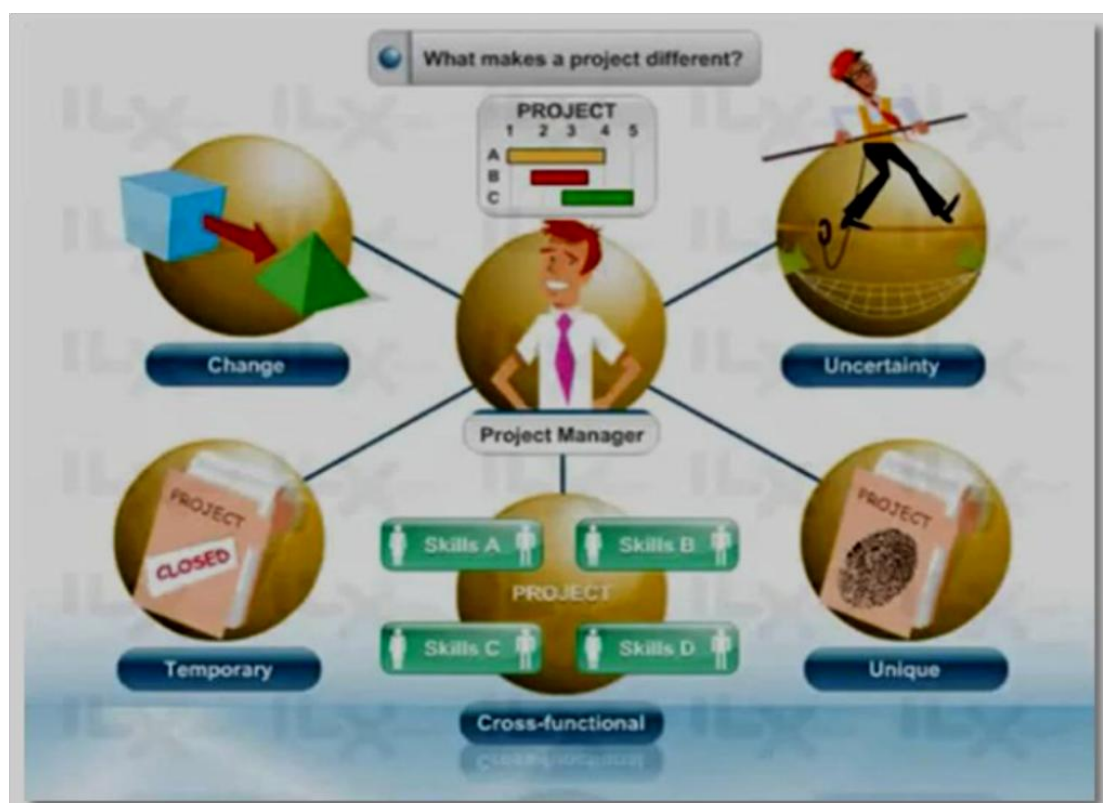 What makes a project different?
PROJECT
1 2 3 4 5
A
B
C
Change
Uncertainty
Project Manager
PROJECT
CLOSED
Temporary
Skills A
Skills B
PROJECT
Skills C
Skills D
Cross-functional
PROJECT
Unique
ILX